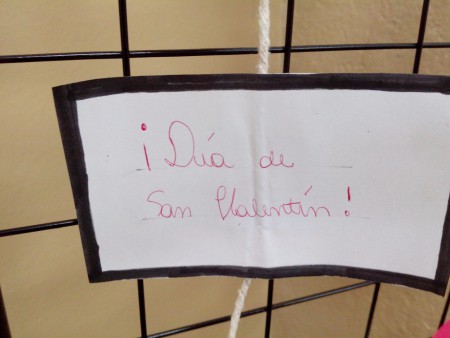 ¡Día de
San Valentín!